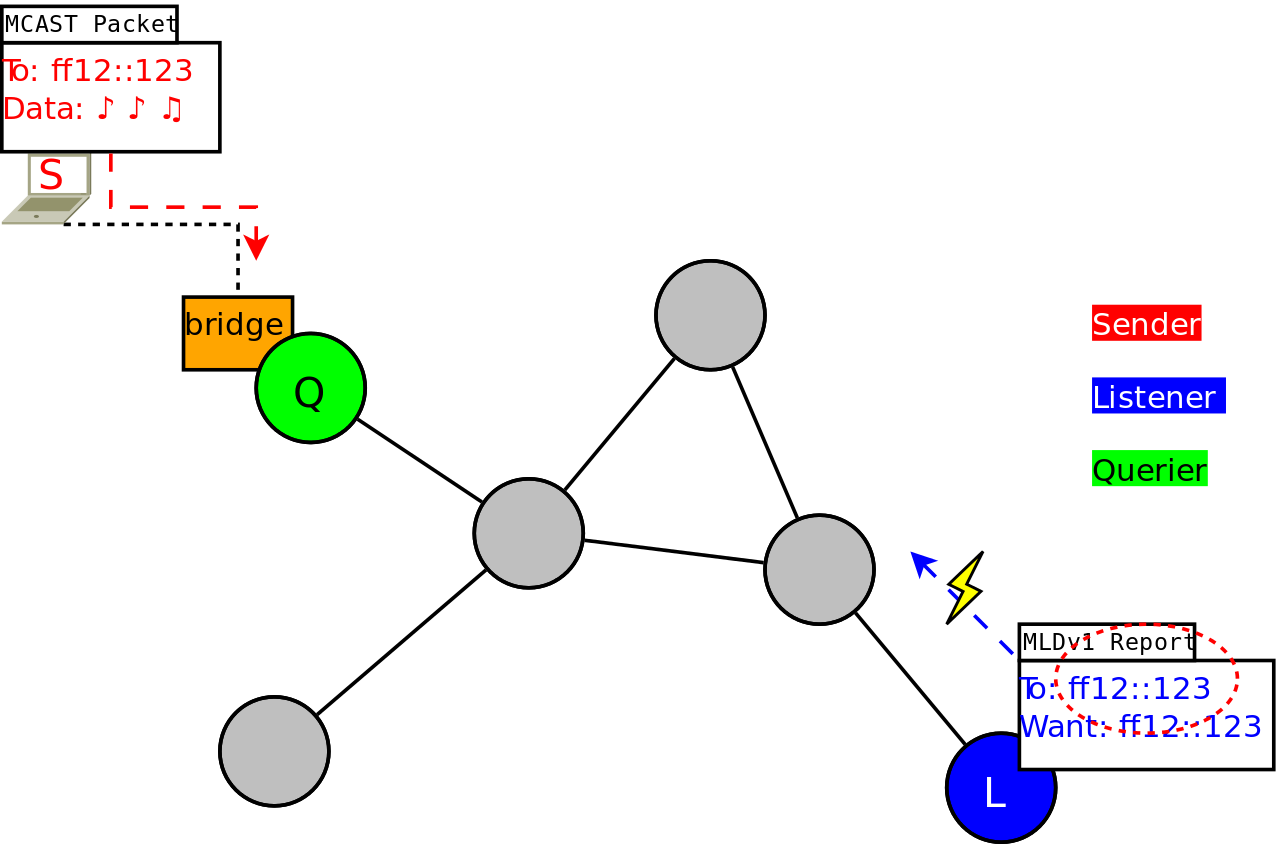 MCAST Packet
To: ff12::123
Data: ♪ ♪ ♫
S
bridge
Q
Sender
Listener
Querier
MLDv1 Report
To: ff12::123
Want: ff12::123
L